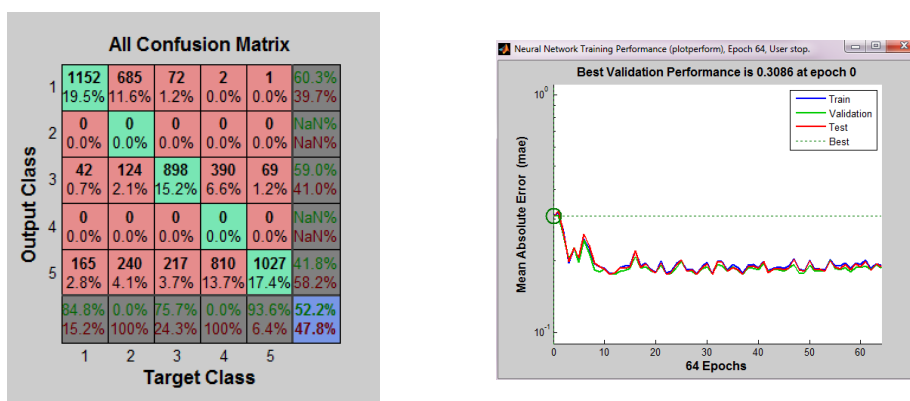 All Confusion Matrix
Output Class
1 1152 685 72 2 1 60.3%
19.5% 11.6% 1.2% 0.0% 0.0% 39.7%
2 0 0 0 0 0 NaN%
0.0% 0.0% 0.0% 0.0% 0.0% NaN%
3 42 124 898 390 69 59.0%
0.7% 2.1% 15.2% 6.6% 1.2% 41.0%
4 0 0 0 0 0 NaN%
0.0% 0.0% 0.0% 0.0% 0.0% NaN%
5 165 240 217 810 1027 41.8%
2.8% 4.1% 3.7% 13.7% 17.4% 58.2%
84.8% 0.0% 75.7% 0.0% 93.6% 52.2%
15.2% 100% 24.3% 100% 6.4% 47.8%
1 2 3 4 5
Target Class
Neural Network Training Performance (plotperform), Epoch 64, User stop.
Best Validation Performance is 0.3086 at epoch 0
Mean Absolute Error (mae)
10^0
10^-1
Train
Validation
Test
Best
0 10 20 30 40 50 60
64 Epochs